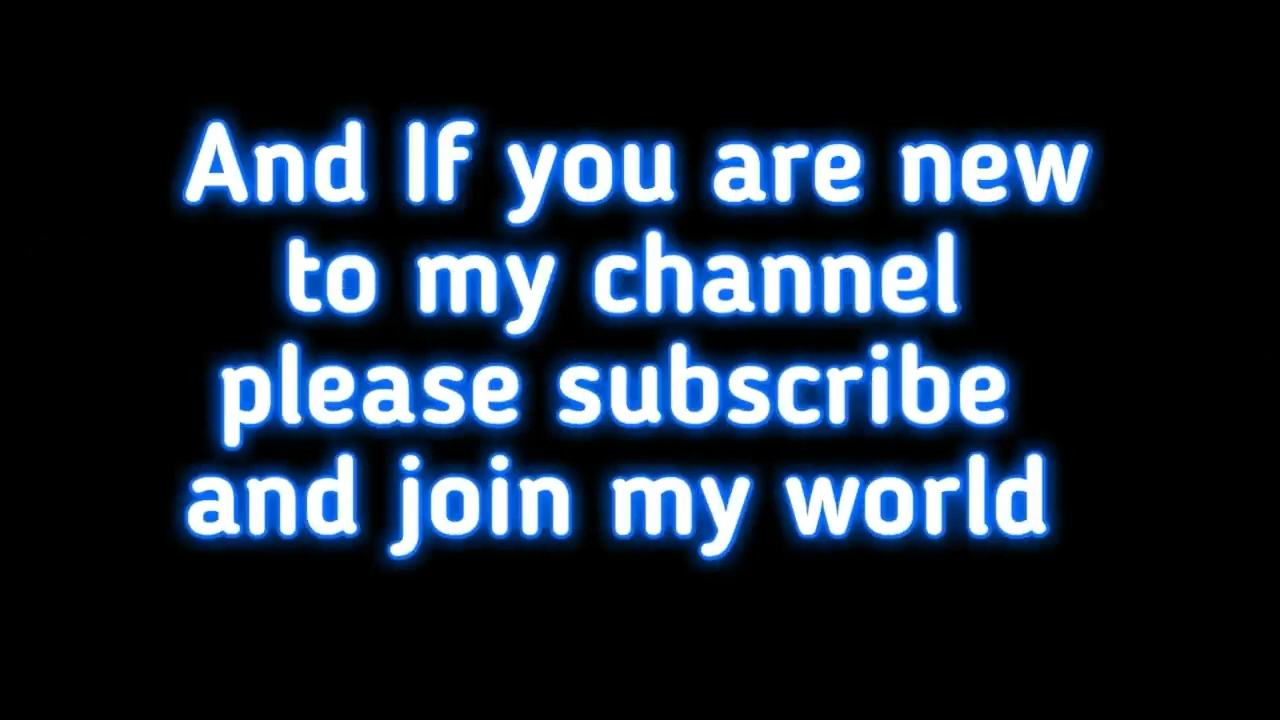 And If you are new
to my channel
please subscribe
and join my world